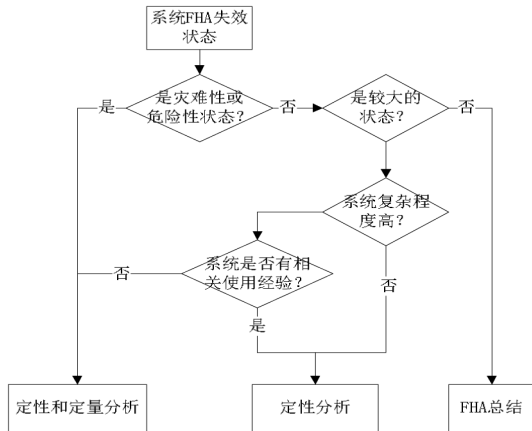 系统FHA失效
状态
是灾难性或
危险性状态？
是
否
是较大的
状态？
否
系统复杂程
度高？
系统是否有相
关使用经验？
否
否
是
定性和定量分析
定性分析
FHA总结